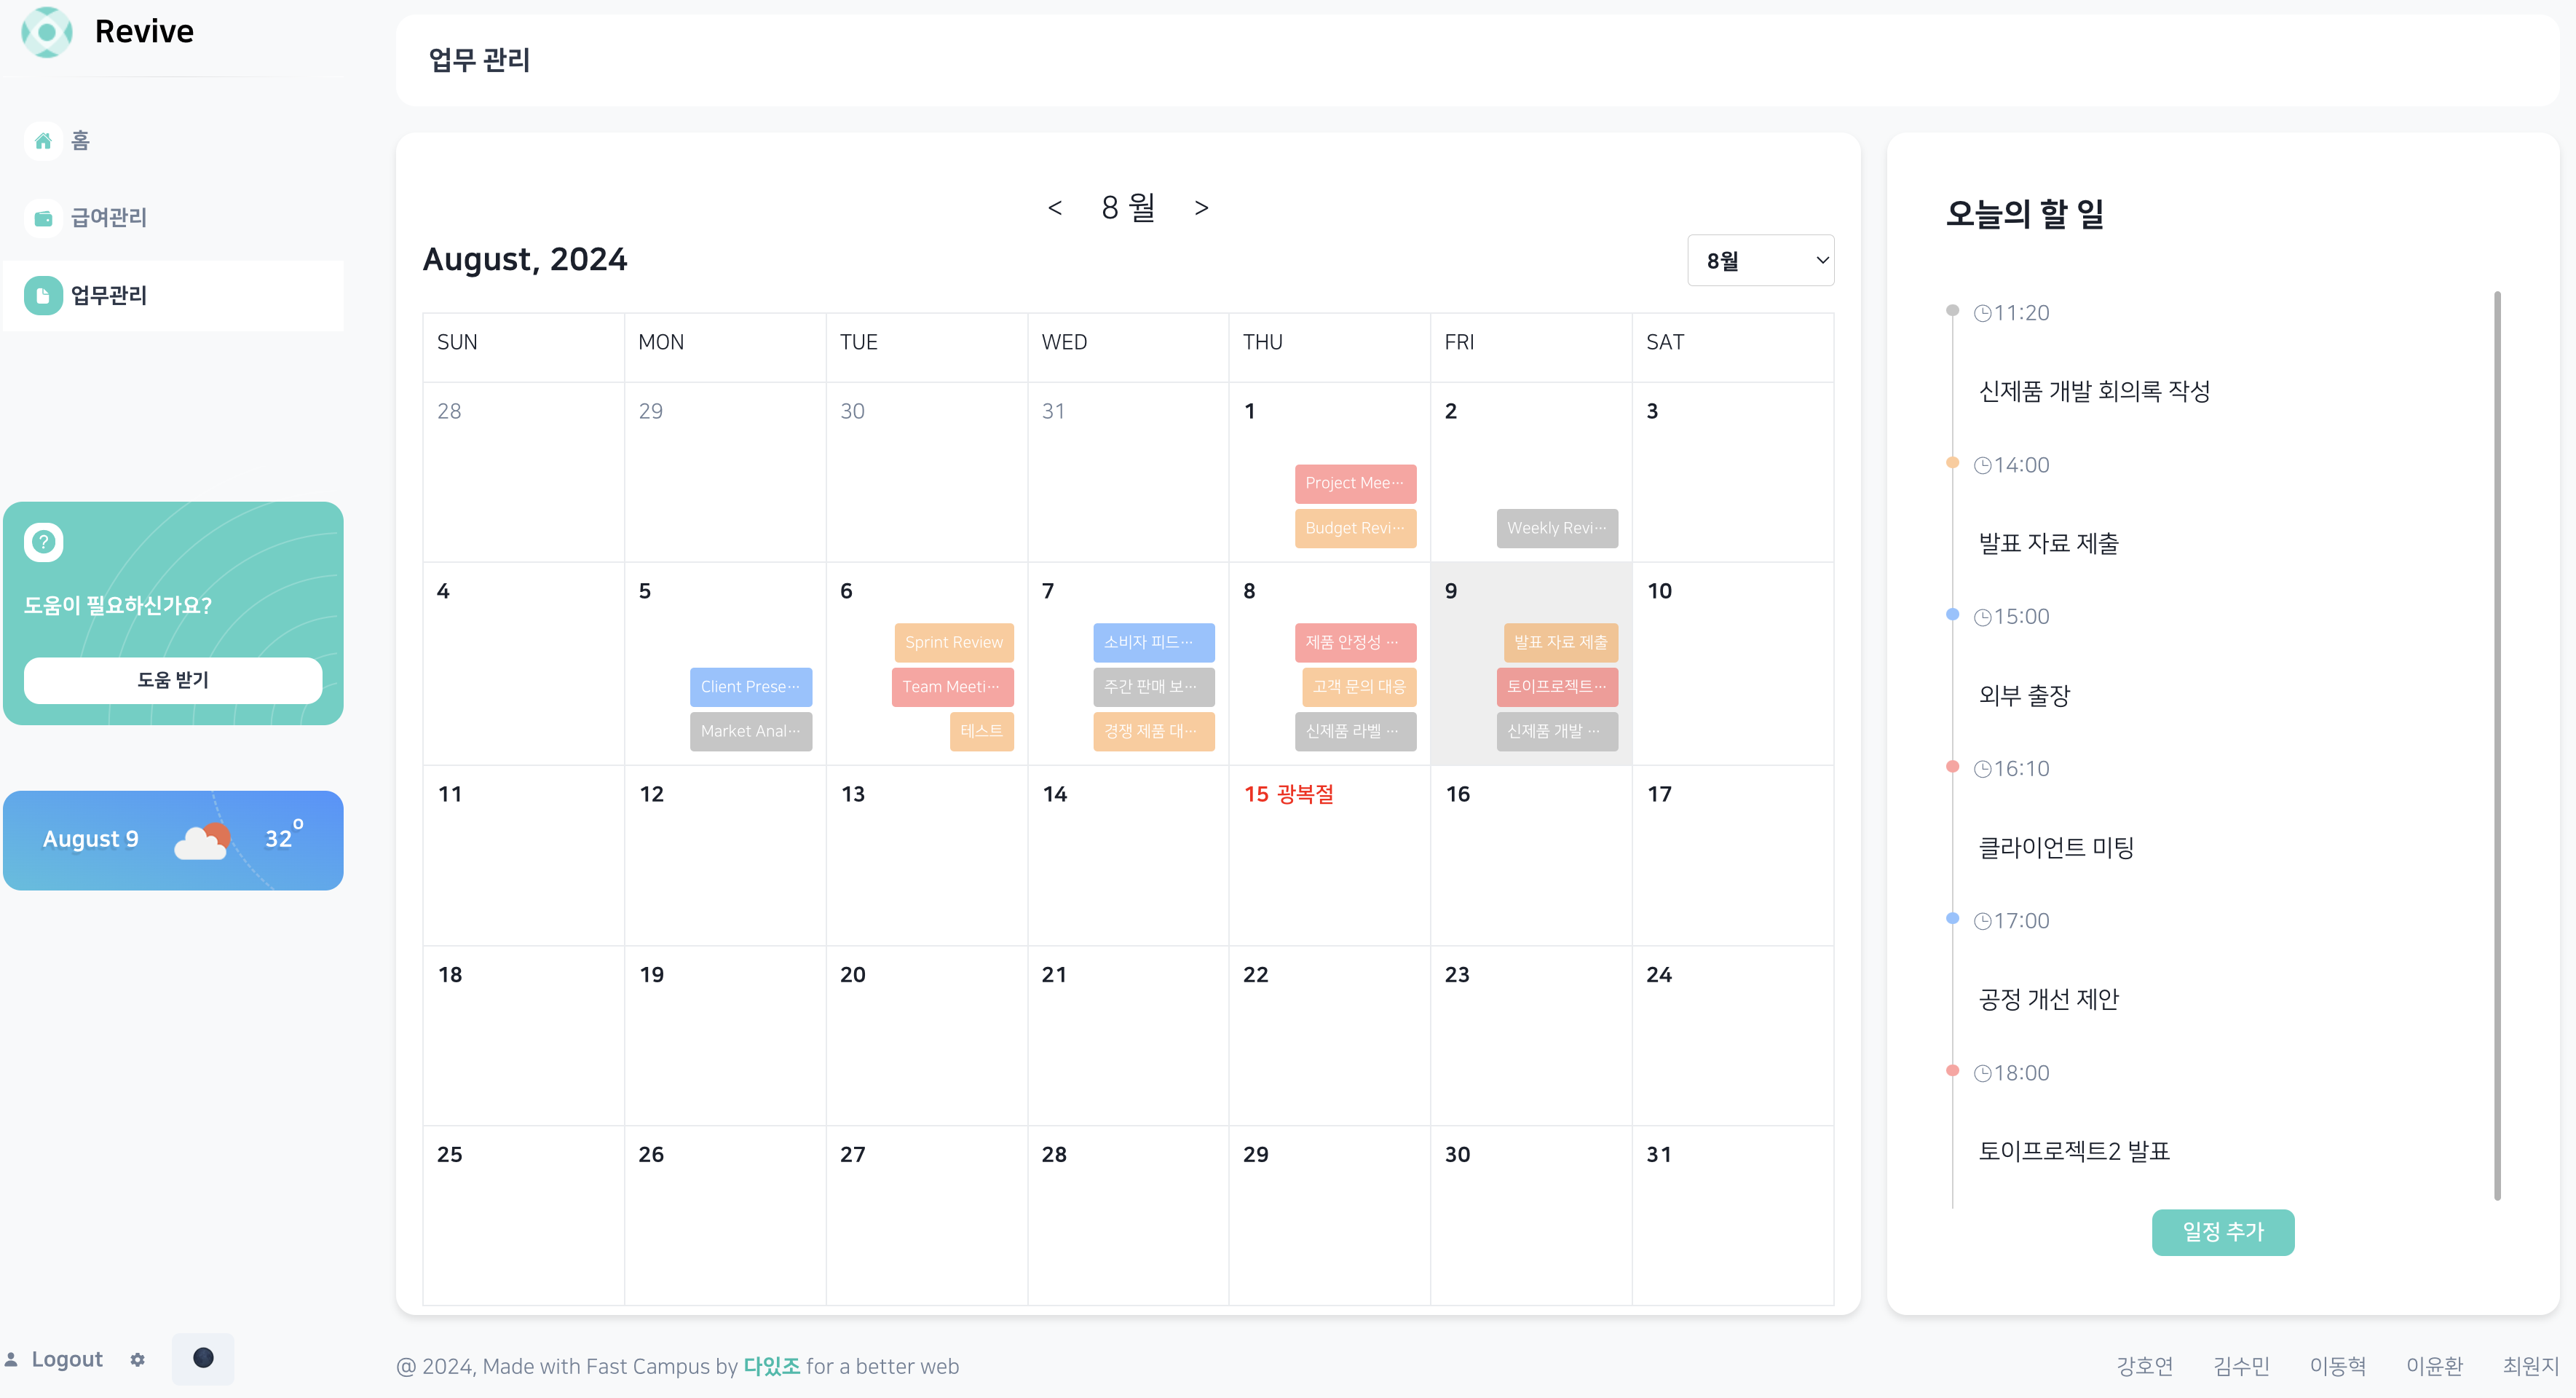 Revive
홈
급여관리
업무관리
?
도움이 필요하신가요?
도움 받기
August 9
32°
Logout
업무 관리
< 8 월 >
August, 2024
8월
SUN MON TUE WED THU FRI SAT
28 29 30 31 1 2 3
Project Mee···
Budget Revi··· Weekly Revi···
4 5 6 7 8 9 10
Sprint Review 소비자 피드··· 제품 안정성 ··· 발표 자료 제출
Client Prese··· Team Meeti··· 주간 판매 보··· 고객 문의 대응 토이프로젝트···
Market Anal··· 테스트 경쟁 제품 대··· 신제품 라벨 ··· 신제품 개발 ···
11 12 13 14 15 광복절 16 17
18 19 20 21 22 23 24
25 26 27 28 29 30 31
오늘의 할 일
11:20
신제품 개발 회의록 작성
14:00
발표 자료 제출
15:00
외부 출장
16:10
클라이언트 미팅
17:00
공정 개선 제안
18:00
토이프로젝트2 발표
일정 추가
@ 2024, Made with Fast Campus by 다있조 for a better web
강호연 김수민 이동혁 이윤환 최원지